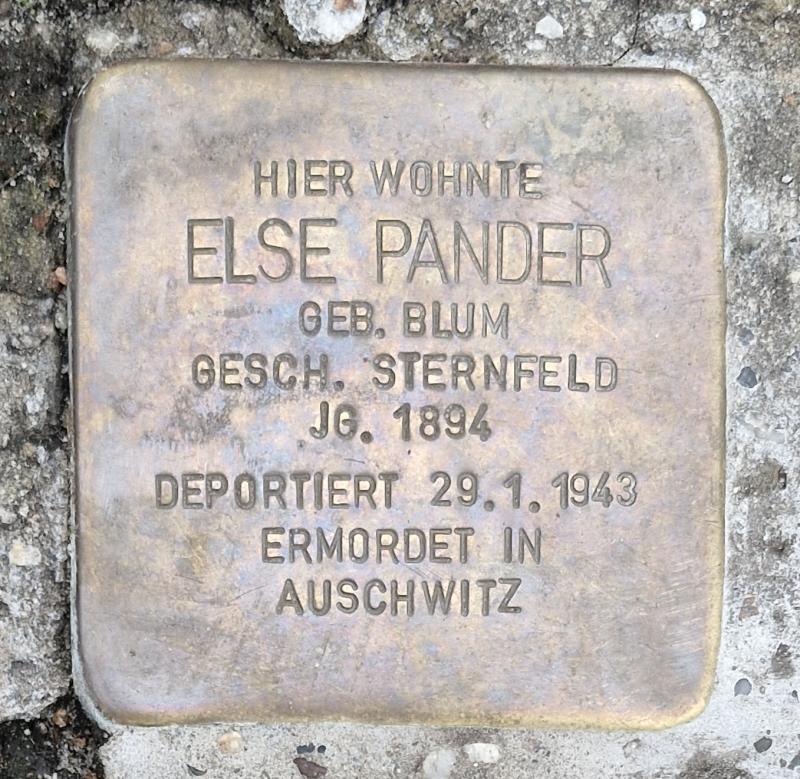 HIER WOHNTE
ELSE PANDER
GEB. BLUM
GESCH. STERNFELD
JG. 1894
DEPORTIERT 29.1.1943
ERMORDET IN
AUSCHWITZ